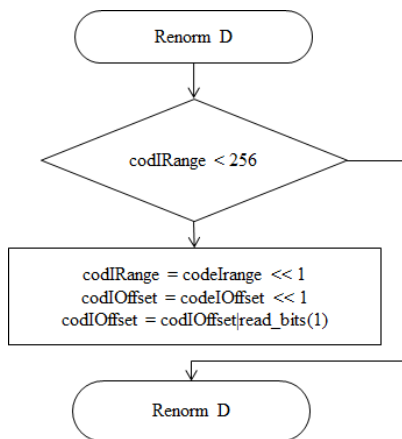 Renorm D
codIRange < 256
codIRange = codeIrange << 1
codIOffset = codeIOffset << 1
codIOffset = codIOffset|read_bits(1)
Renorm D